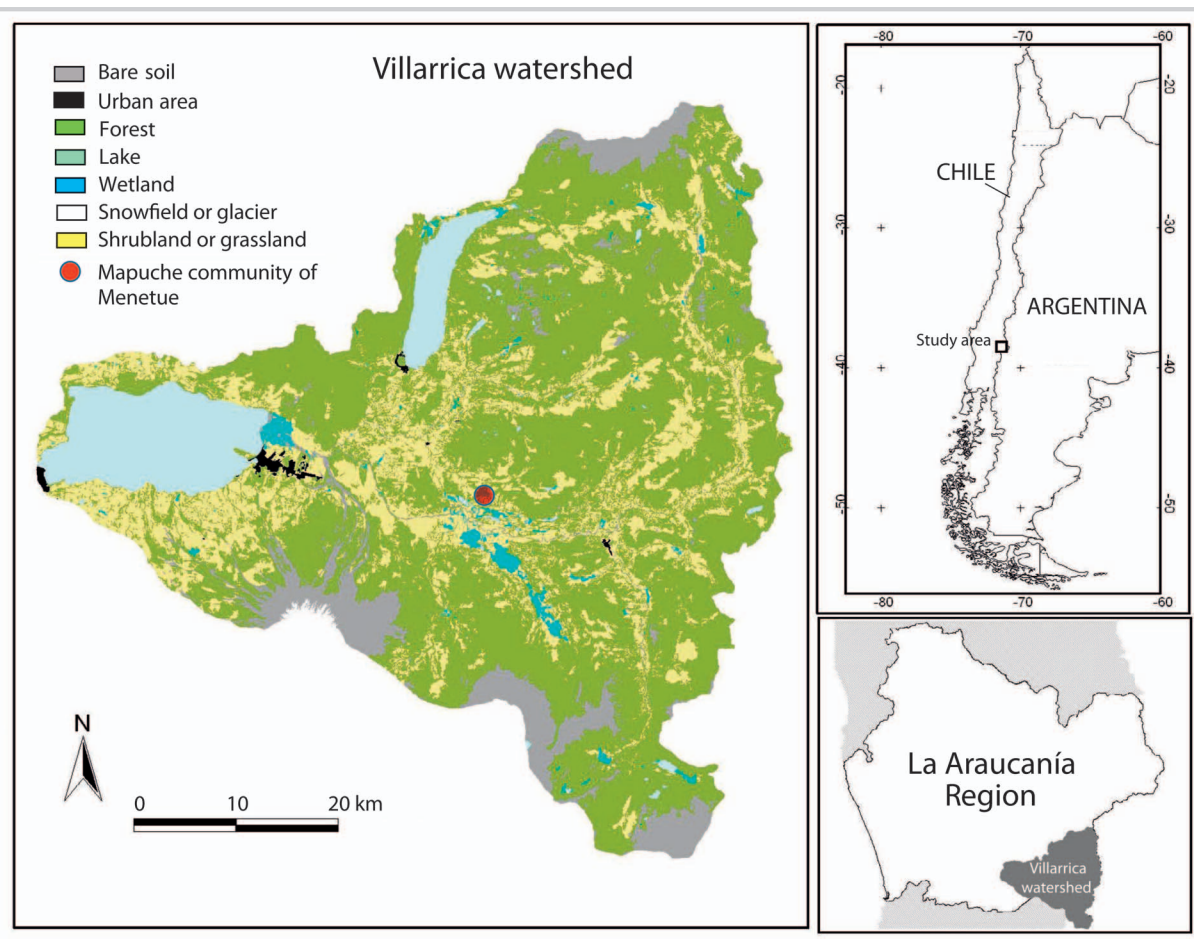 Villarrica watershed
Bare soil
Urban area
Forest
Lake
Wetland
Snowfield or glacier
Shrubland or grassland
Mapuche community of
Menetue
N
0 10 20 km
-80 -70 -60
-20 -20
CHILE
-30 -30
ARGENTINA
Study area
-40 -40
-50 -50
-80 -70 -60
La Araucanía
Region
Villarrica
watershed